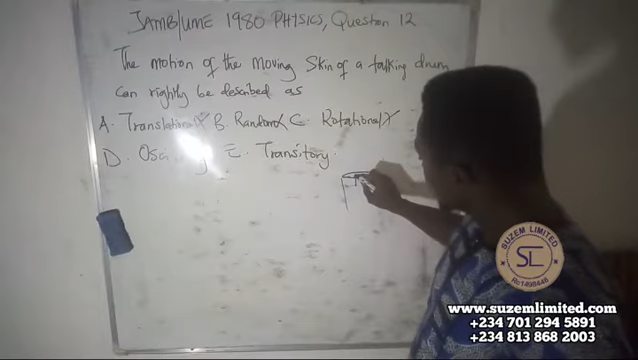 JAMB/UME 1980 PHYSICS, Question 12
The motion of the moving Skin of a talking drum
can rightly be described as
A. Translational B. Random C. Rotational
D. E. Transitory.
SUZEM LIMITED
SL
Rc1498448
www.suzemlimited.com
+234 701 294 5891
+234 813 868 2003